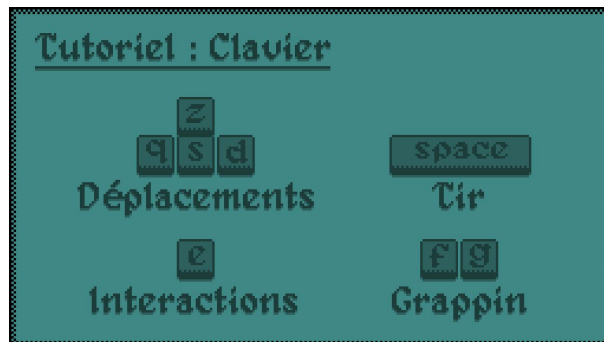 Tutoriel : Clavier
z
q s d
space
Déplacements
Tir
e
f g
Interactions
Grappin